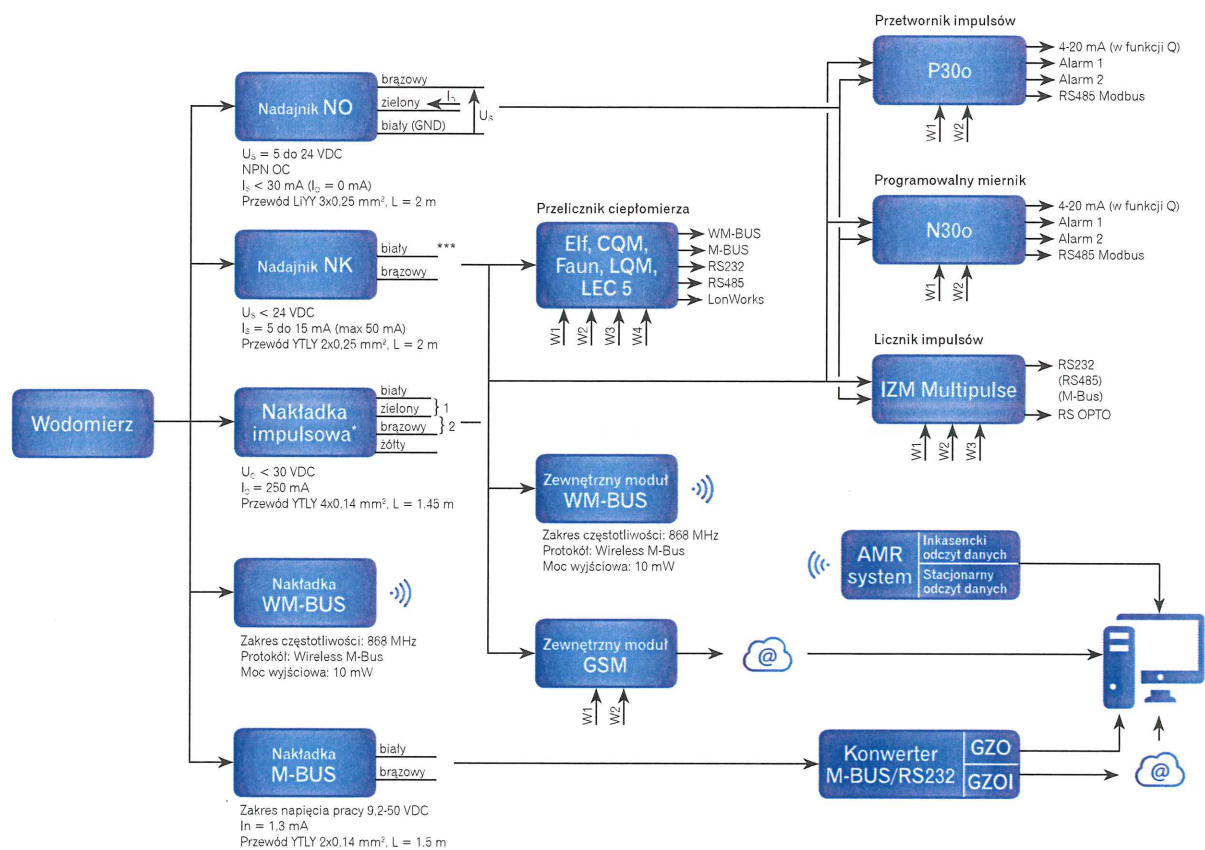 Przetwornik impulsów
P30o
4-20 mA (w funkcji Q)
Alarm 1
Alarm 2
RS485 Modbus
W1
W2
Nadajnik NO
brązowy
zielony
biały (GND)
Uₛ
Uₛ = 5 do 24 VDC
NPN OC
Iₛ < 30 mA (I₀ = 0 mA)
Przewód LiYY 3x0,25 mm², L = 2 m
Programowalny miernik
N30o
4-20 mA (w funkcji Q)
Alarm 1
Alarm 2
RS485 Modbus
W1
W2
Nadajnik NK
biały
***
brązowy
Uₛ < 24 VDC
Iₛ = 5 do 15 mA (max 50 mA)
Przewód YTLY 2x0,25 mm², L = 2 m
Przelicznik ciepłomierza
Elf, CQM,
Faun, LQM,
LEC 5
WM-BUS
M-BUS
RS232
RS485
LonWorks
W1
W2
W3
W4
Licznik impulsów
IZM Multipulse
RS232
(RS485)
(M-Bus)
RS OPTO
W1
W2
W3
Wodomierz
Nakładka
impulsowa*
biały
zielony
brązowy
żółty
} 1
} 2
U₀ < 30 VDC
I₀ = 250 mA
Przewód YTLY 4x0,14 mm², L = 1.45 m
Zewnętrzny moduł
WM-BUS
Zakres częstotliwości: 868 MHz
Protokół: Wireless M-Bus
Moc wyjściowa: 10 mW
AMR
system
Inkasencki
odczyt danych
Stacjonarny
odczyt danych
Nakładka
WM-BUS
Zakres częstotliwości: 868 MHz
Protokół: Wireless M-Bus
Moc wyjściowa: 10 mW
Zewnętrzny moduł
GSM
@
W1
W2
Nakładka
M-BUS
biały
brązowy
Zakres napięcia pracy 9,2-50 VDC
In = 1,3 mA
Przewód YTLY 2x0,14 mm², L = 1.5 m
Konwerter
M-BUS/RS232
GZO
GZOI
@